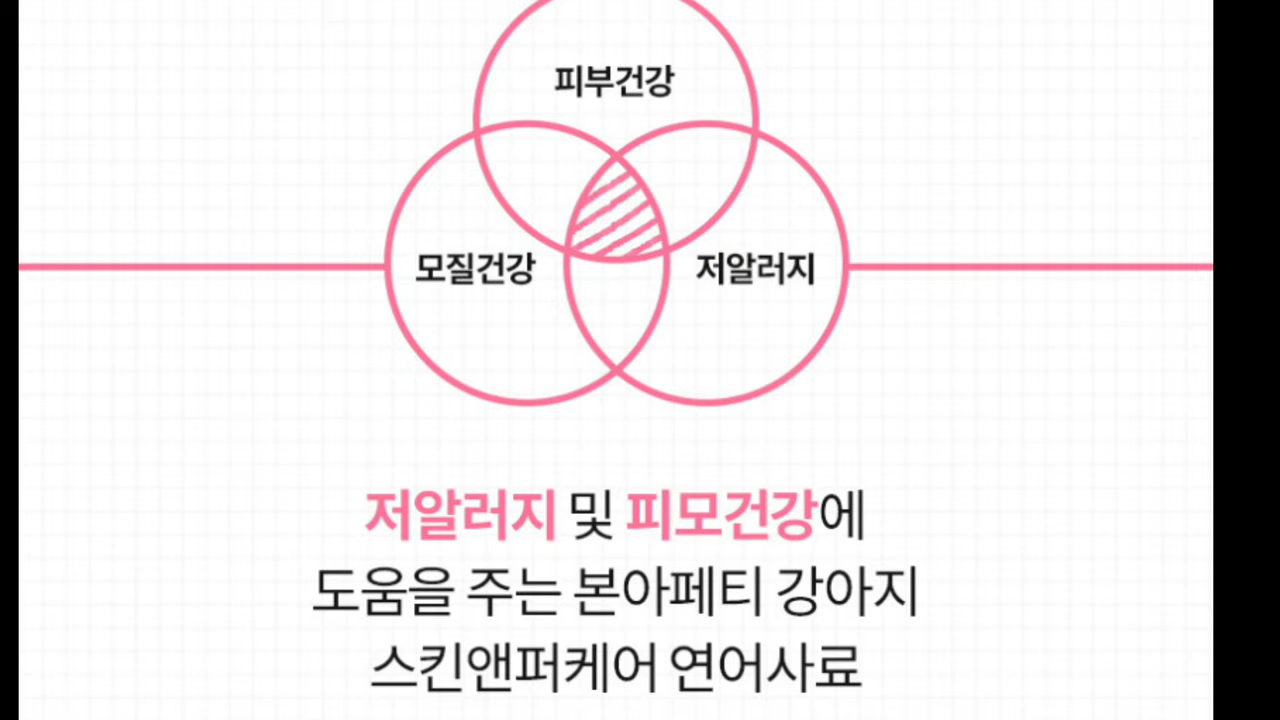 피부건강
모질건강
저알러지
저알러지 및 피모건강에
도움을 주는 본아페티 강아지
스킨앤퍼케어 연어사료